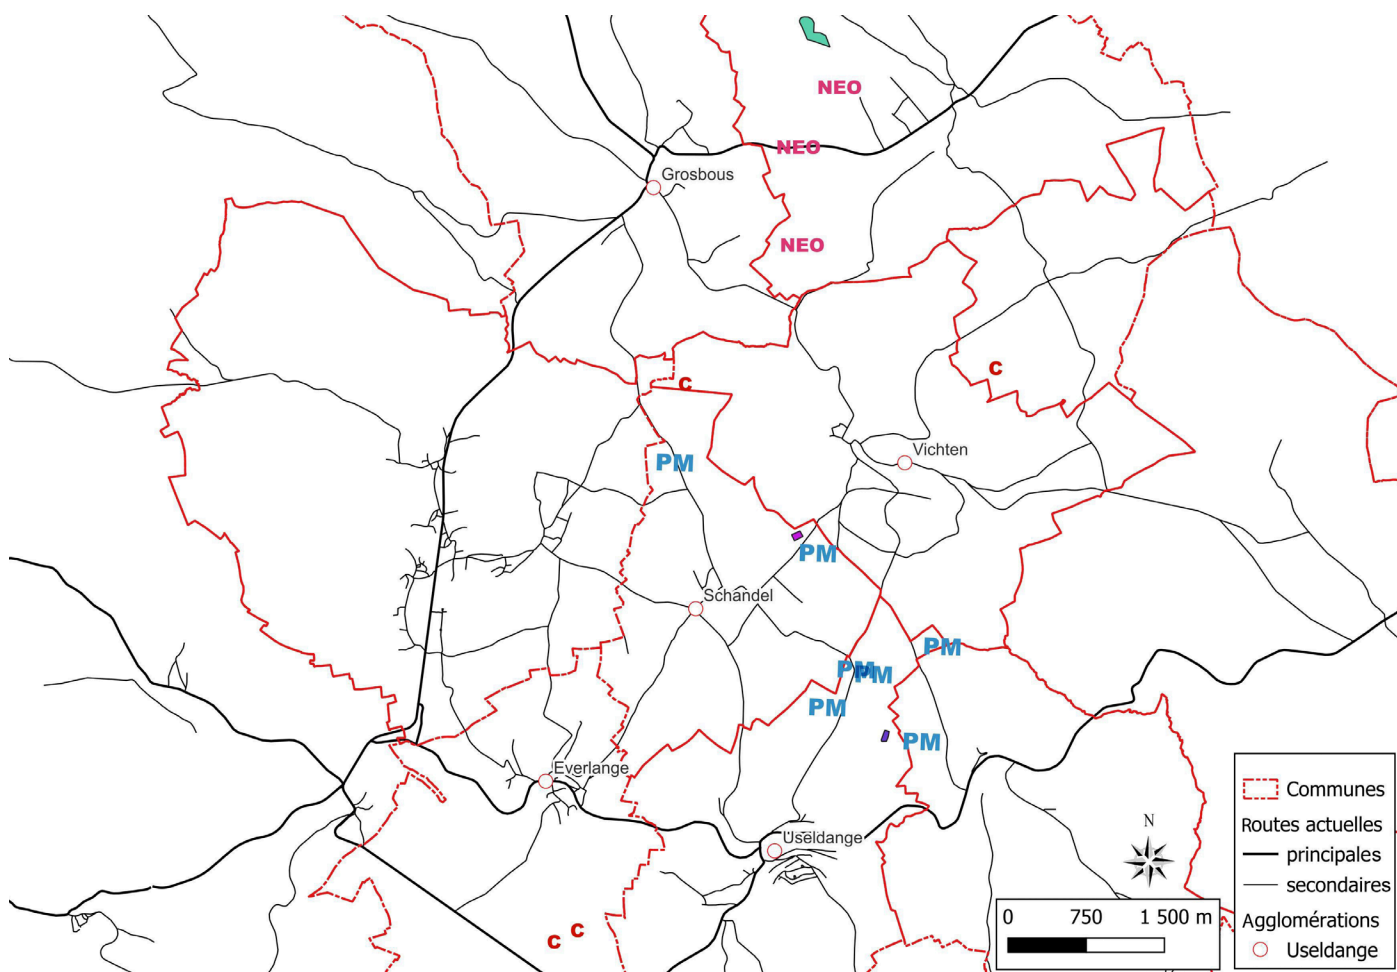 NEO
NEO
Grosbous
NEO
C
C
Vichten
PM
PM
Schandel
PM
PM
PM
PM
PM
Everlange
Useldange
C
C
N
0 750 1 500 m
Communes
Routes actuelles
principales
secondaires
Agglomérations
Useldange